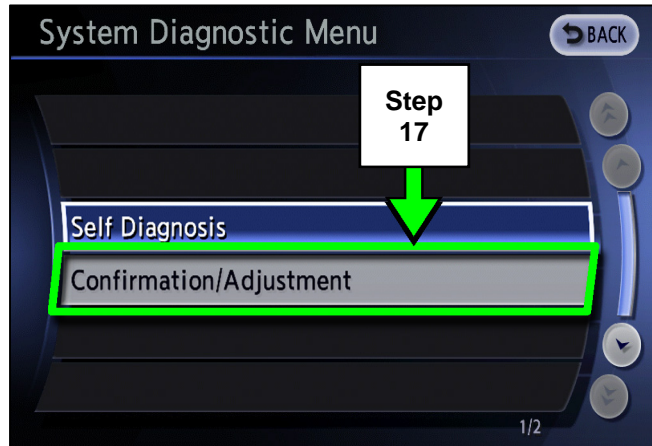 System Diagnostic Menu
BACK
Step
17
Self Diagnosis
Confirmation/Adjustment
1/2